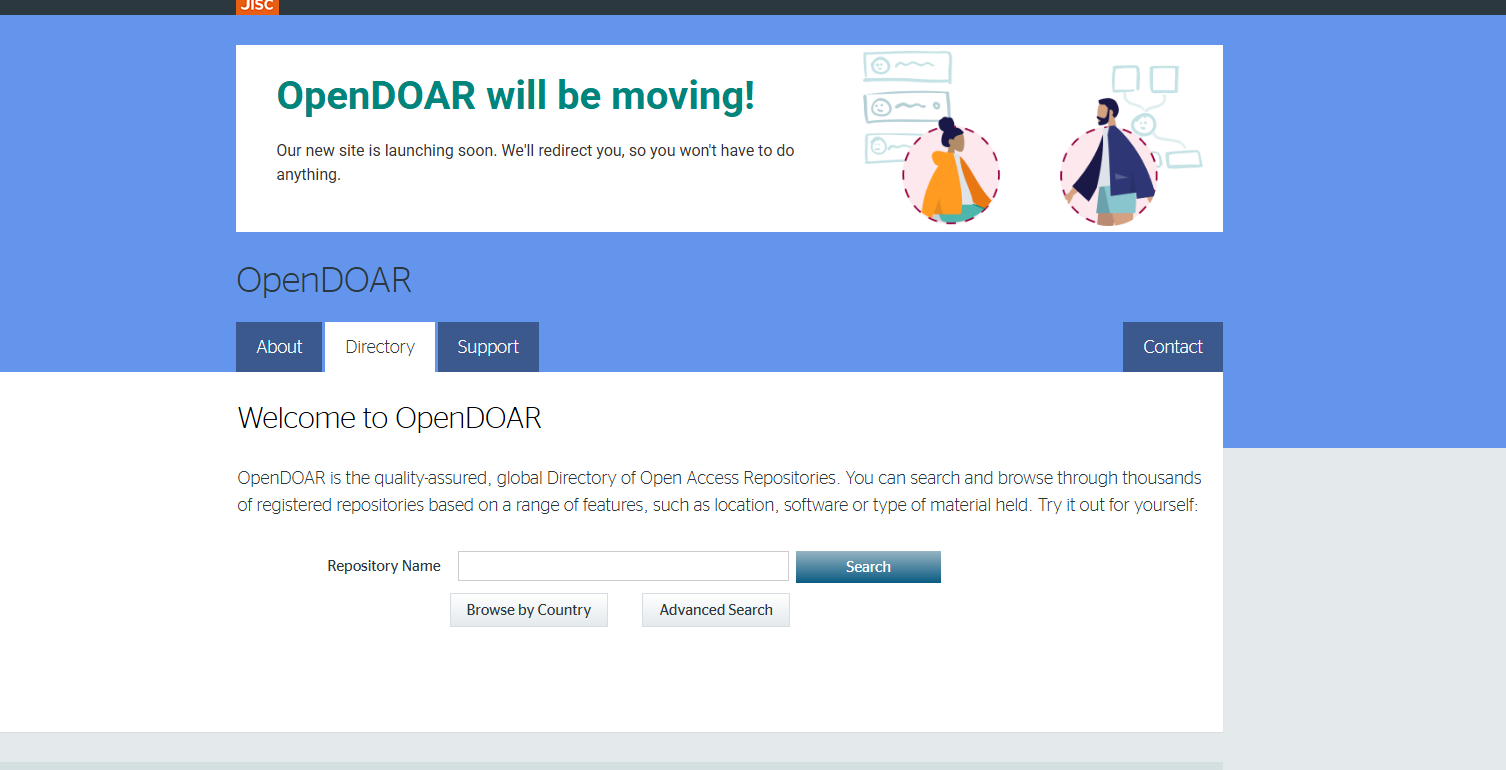 Jisc
OpenDOAR will be moving!
Our new site is launching soon. We'll redirect you, so you won't have to do
anything.
OpenDOAR
About
Directory
Support
Contact
Welcome to OpenDOAR
OpenDOAR is the quality-assured, global Directory of Open Access Repositories. You can search and browse through thousands
of registered repositories based on a range of features, such as location, software or type of material held. Try it out for yourself:
Repository Name
Search
Browse by Country
Advanced Search